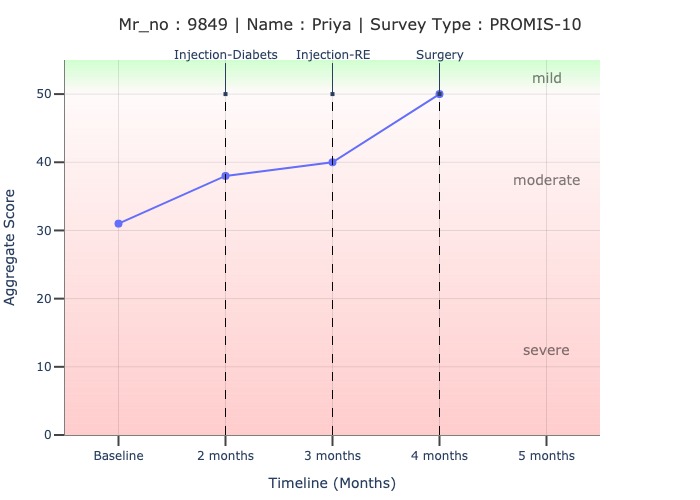 Mr_no : 9849 | Name : Priya | Survey Type : PROMIS-10
Injection-Diabets Injection-RE Surgery
mild
50
40
moderate
30
Aggregate Score
20
severe
10
0
Baseline 2 months 3 months 4 months 5 months
Timeline (Months)